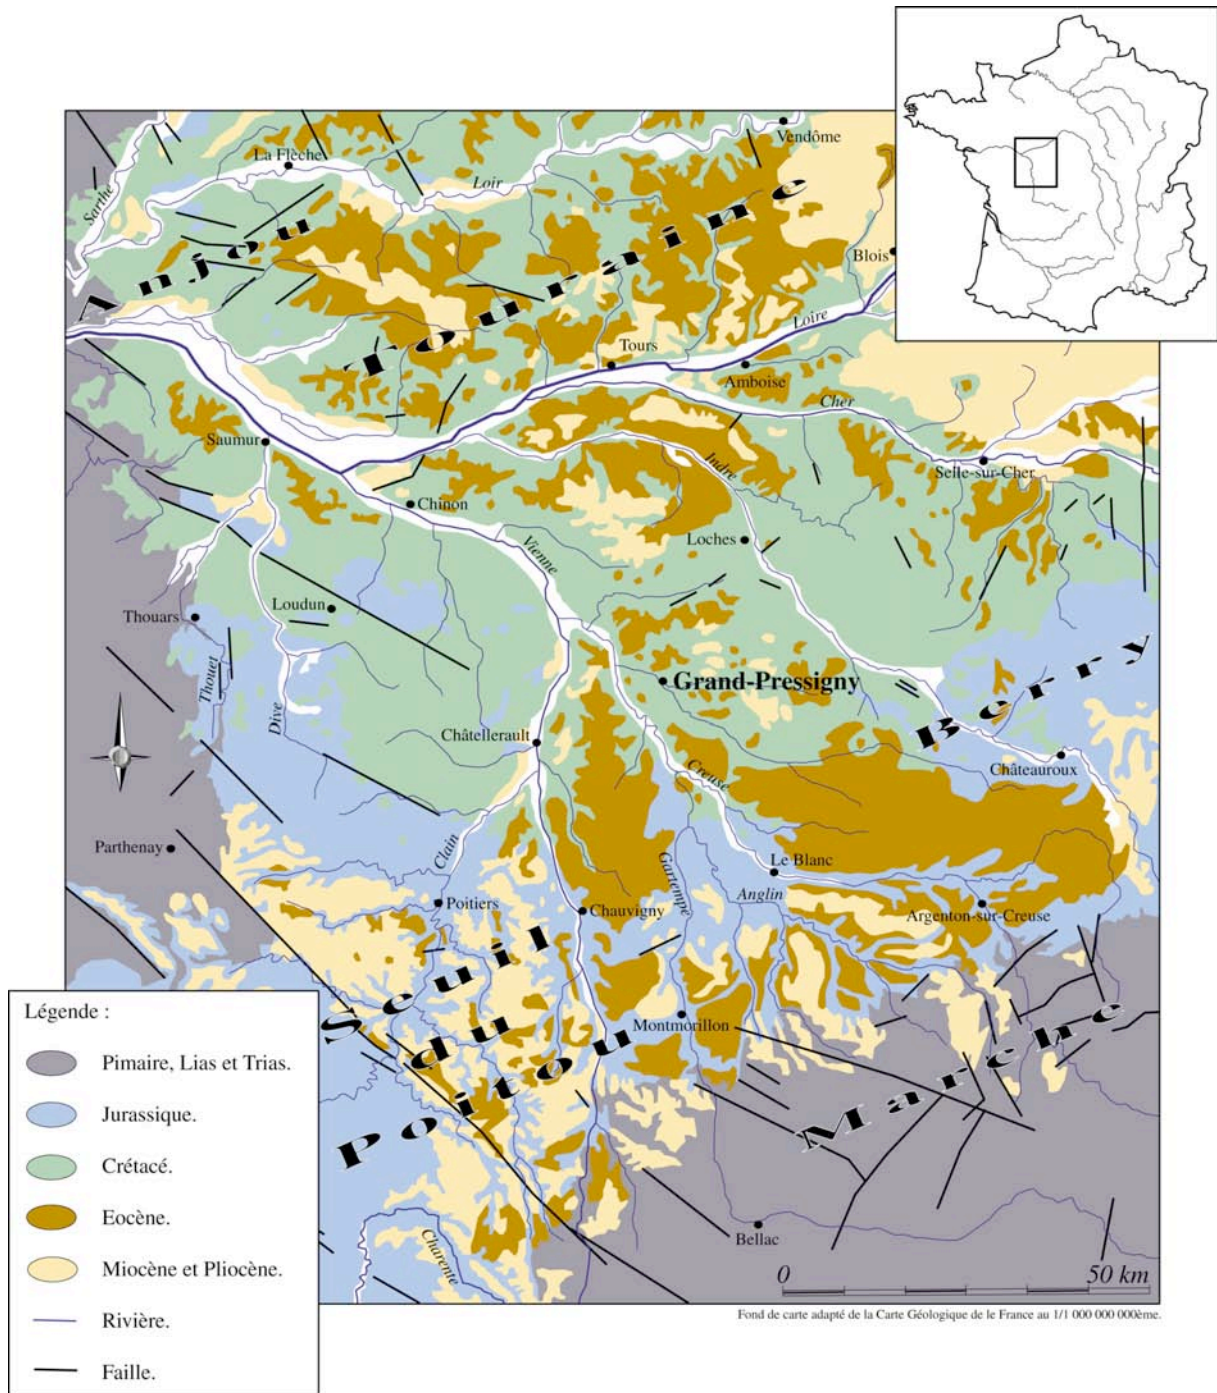 Vendôme
La Flèche
Loir
Sarthe
Anjou
Touraine
Blois
Loire
Tours
Amboise
Cher
Saumur
Indre
Selle-sur-Cher
Chinon
Vienne
Loches
Loudun
Thouars
Thouet
Dive
Grand-Pressigny
Berry
Châtellerault
Creuse
Châteauroux
Parthenay
Clain
Gartempe
Le Blanc
Anglin
Poitiers
Chauvigny
Argenton-sur-Creuse
Seuil
du
Poitou
Montmorillon
Marche
Bellac
Charente
Légende :
Pimaire, Lias et Trias.
Jurassique.
Crétacé.
Eocène.
Miocène et Pliocène.
Rivière.
Faille.
0 50 km
Fond de carte adapté de la Carte Géologique de le France au 1/1 000 000 000ème.